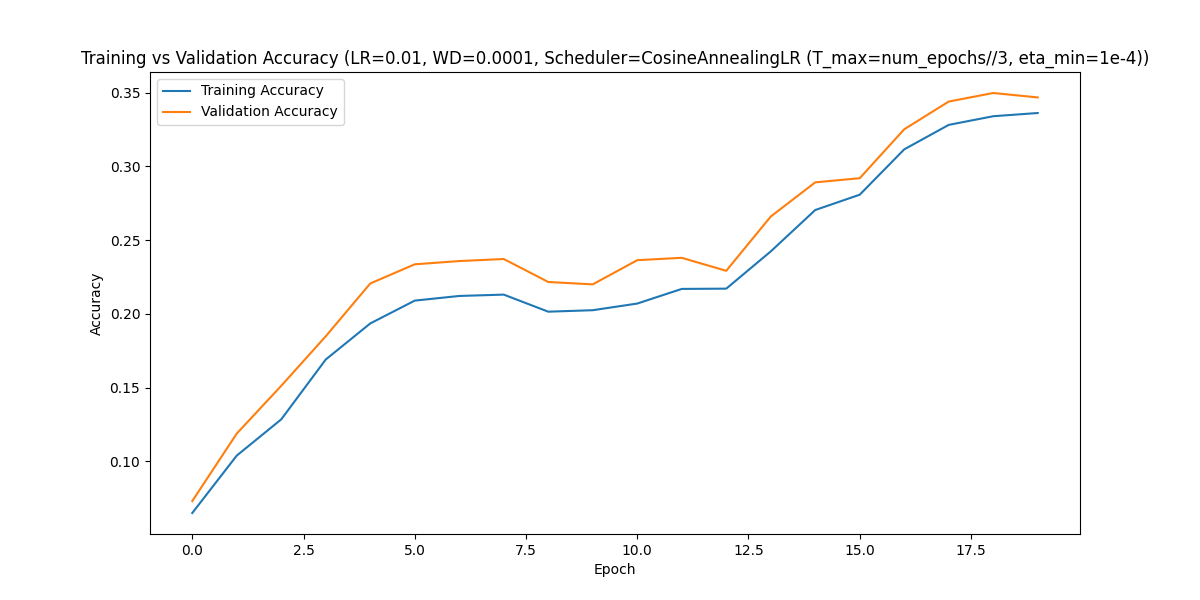 Training vs Validation Accuracy (LR=0.01, WD=0.0001, Scheduler=CosineAnnealingLR (T_max=num_epochs//3, eta_min=1e-4))
Training Accuracy
Validation Accuracy
0.35
0.30
0.25
0.20
0.15
0.10
Accuracy
0.0 2.5 5.0 7.5 10.0 12.5 15.0 17.5
Epoch